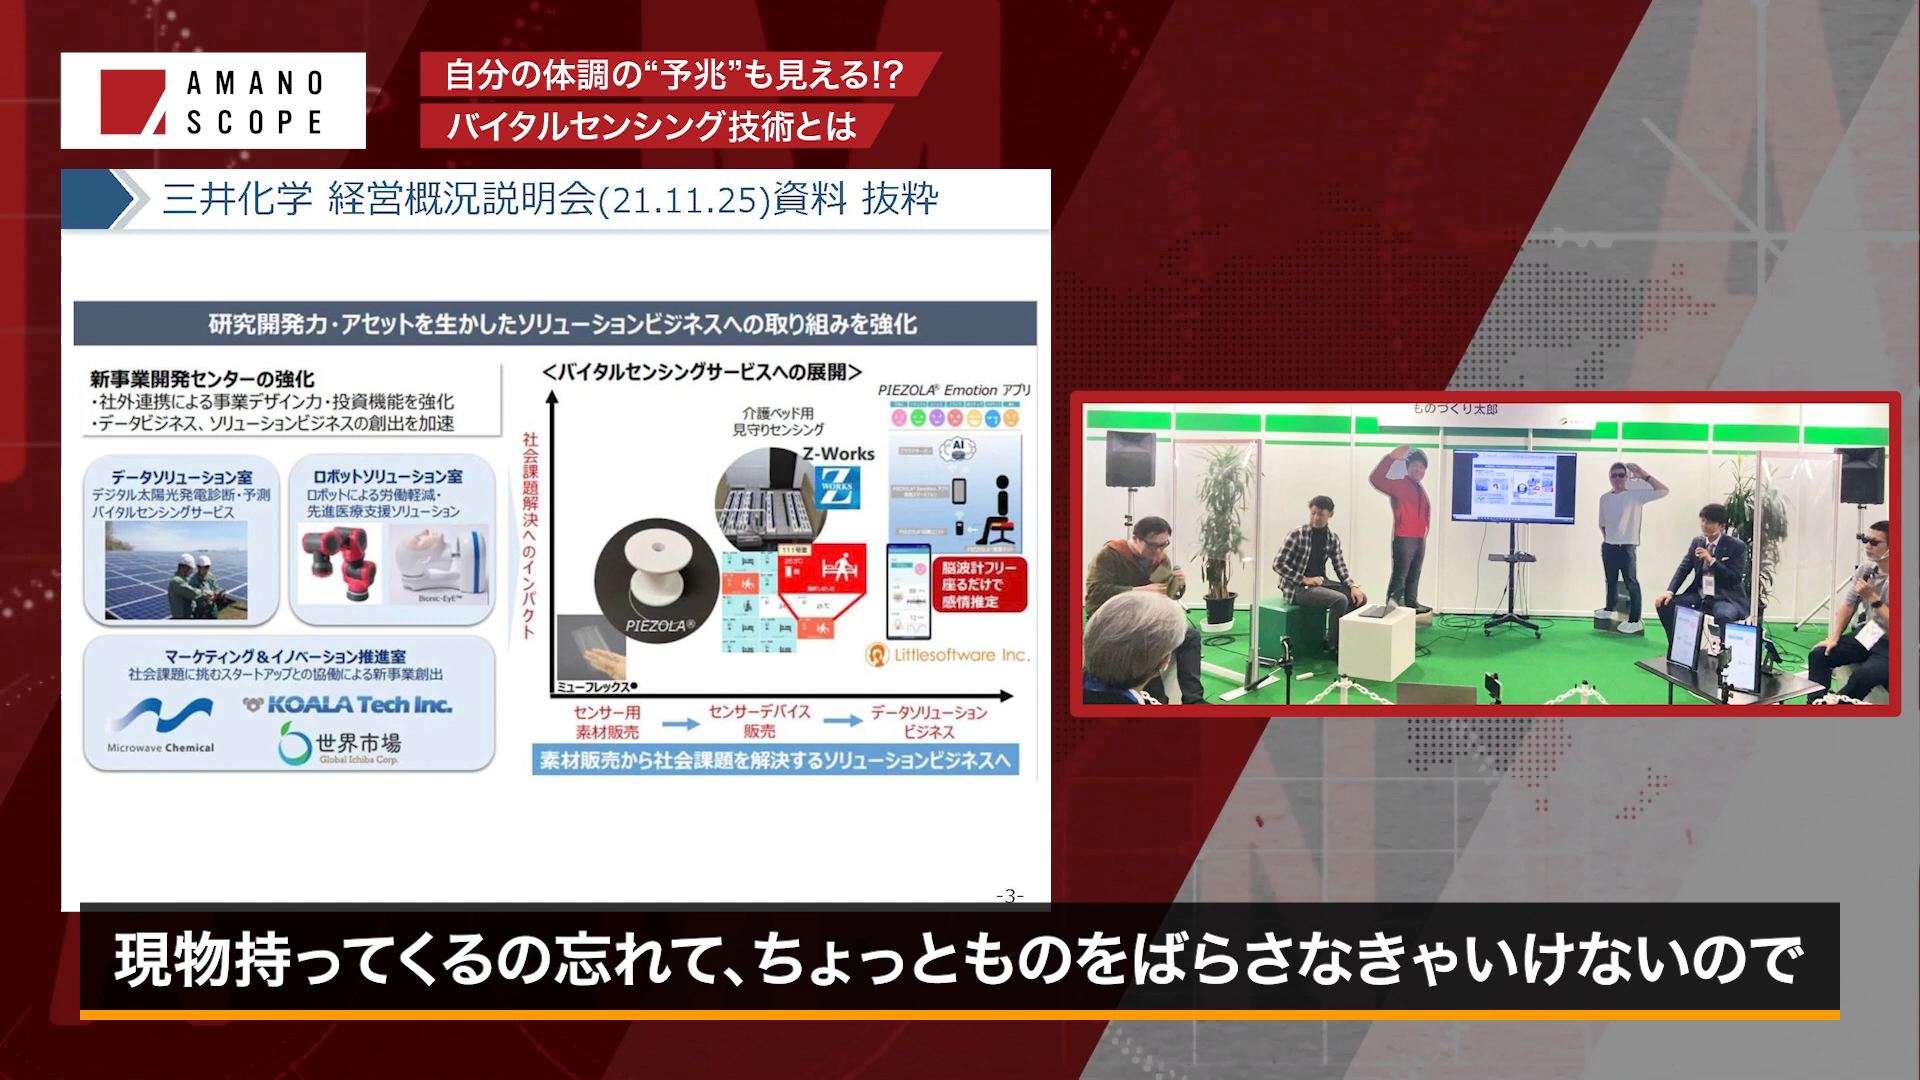 AMANO
SCOPE
自分の体調の“予兆”も見える!?
バイタルセンシング技術とは
三井化学 経営概況説明会(21.11.25)資料 抜粋
研究開発力・アセットを生かしたソリューションビジネスへの取り組みを強化
新事業開発センターの強化
・社外連携による事業デザイン力・投資機能を強化
・データビジネス、ソリューションビジネスの創出を加速
データソリューション室
デジタル太陽光発電診断・予測
バイタルセンシングサービス
ロボットソリューション室
ロボットによる労働軽減・
先進医療支援ソリューション
Bionic-EyE™
マーケティング＆イノベーション推進室
社会課題に挑むスタートアップとの協働による新事業創出
Microwave Chemical
KOALA Tech Inc.
世界市場
Global Ichiba Corp.
＜バイタルセンシングサービスへの展開＞
社会課題解決へのインパクト
介護ベッド用
見守りセンシング
Z-Works
Z
WORKS
PIEZOLA®
ミューフレックス®
111号室
PIEZOLA® Emotion アプリ
AI
脳波計フリー
座るだけで
感情推定
Littlesoftware Inc.
センサー用
素材販売
センサーデバイス
販売
データソリューション
ビジネス
素材販売から社会課題を解決するソリューションビジネスへ
-3-
ものづくり太郎
現物持ってくるの忘れて、ちょっとものをばらさなきゃいけないので